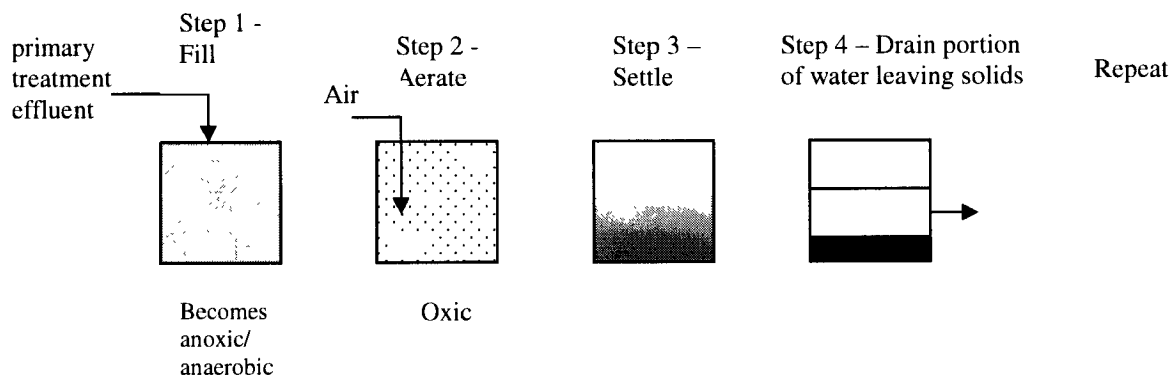 primary
treatment
effluent
Step 1 -
Fill
Becomes
anoxic/
anaerobic
Air
Step 2 -
Aerate
Oxic
Step 3 –
Settle
Step 4 – Drain portion
of water leaving solids
Repeat